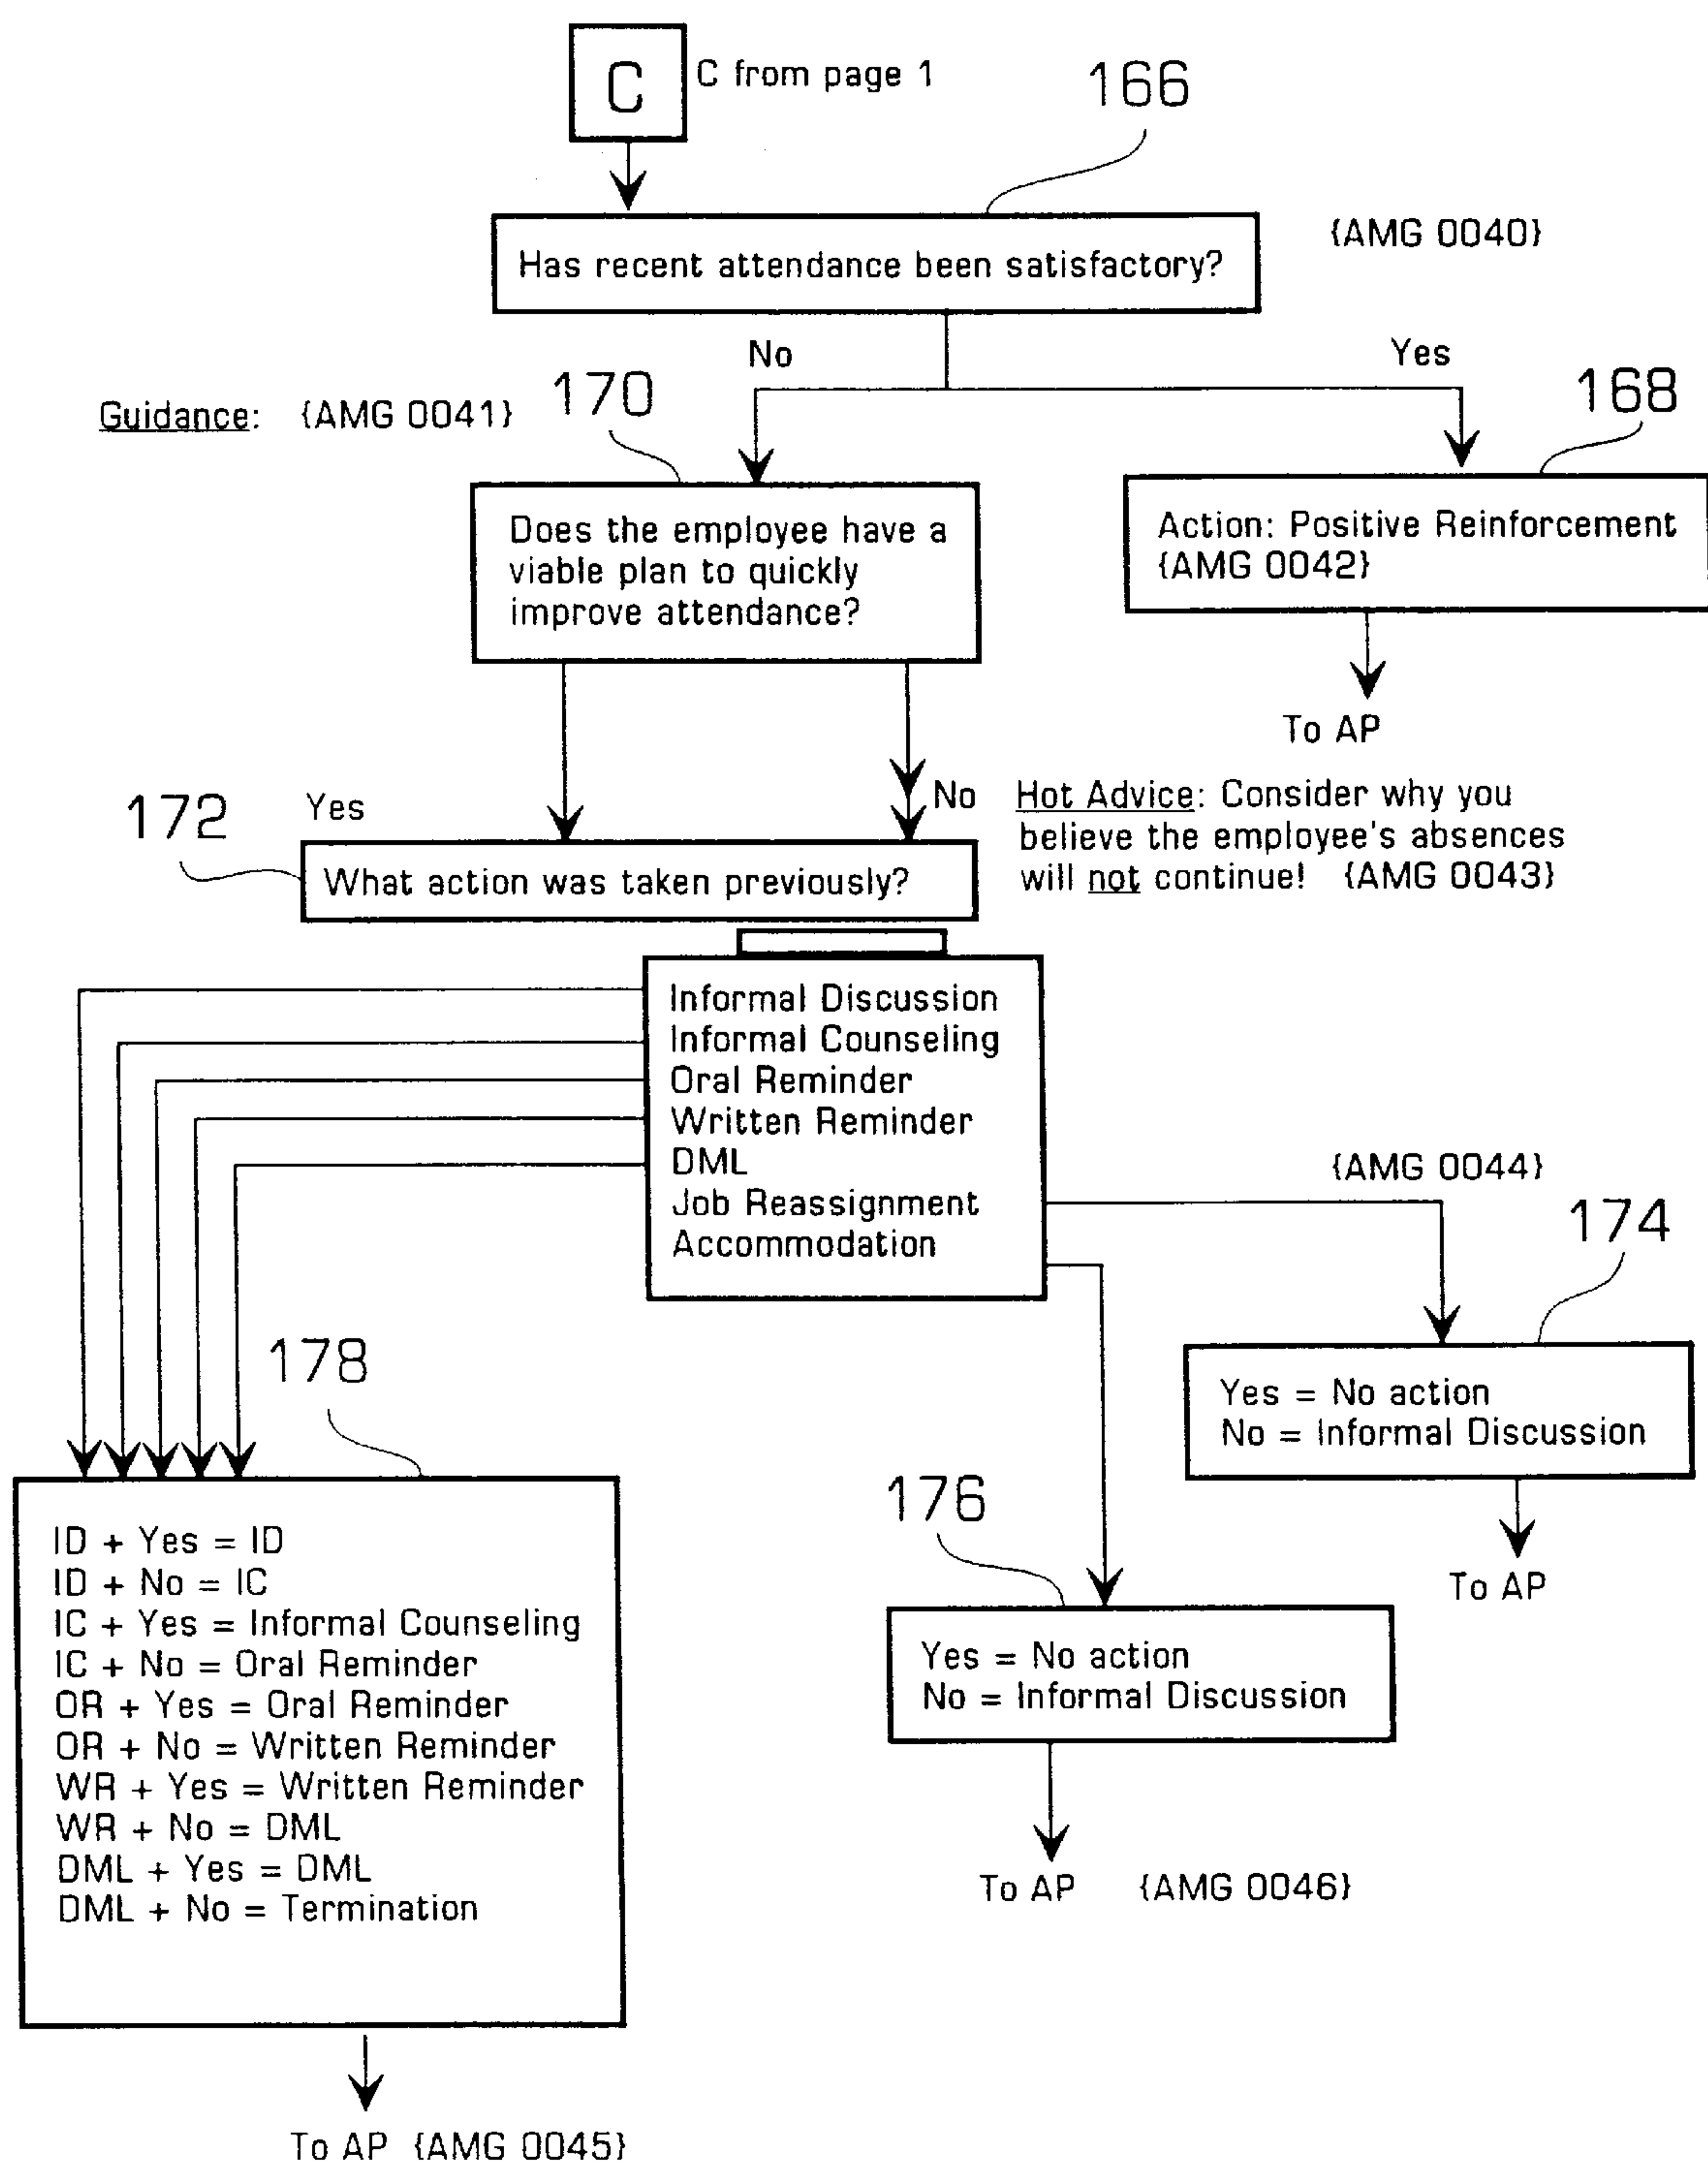 C
C from page 1
166
Has recent attendance been satisfactory?
{AMG 0040}
No
Yes
Guidance: {AMG 0041}
170
168
Does the employee have a
viable plan to quickly
improve attendance?
Action: Positive Reinforcement
{AMG 0042}
To AP
172
Yes
No
Hot Advice: Consider why you
believe the employee's absences
will not continue! {AMG 0043}
What action was taken previously?
Informal Discussion
Informal Counseling
Oral Reminder
Written Reminder
DML
Job Reassignment
Accommodation
{AMG 0044}
174
Yes = No action
No = Informal Discussion
To AP
178
176
Yes = No action
No = Informal Discussion
To AP {AMG 0046}
ID + Yes = ID
ID + No = IC
IC + Yes = Informal Counseling
IC + No = Oral Reminder
OR + Yes = Oral Reminder
OR + No = Written Reminder
WR + Yes = Written Reminder
WR + No = DML
DML + Yes = DML
DML + No = Termination
To AP {AMG 0045}